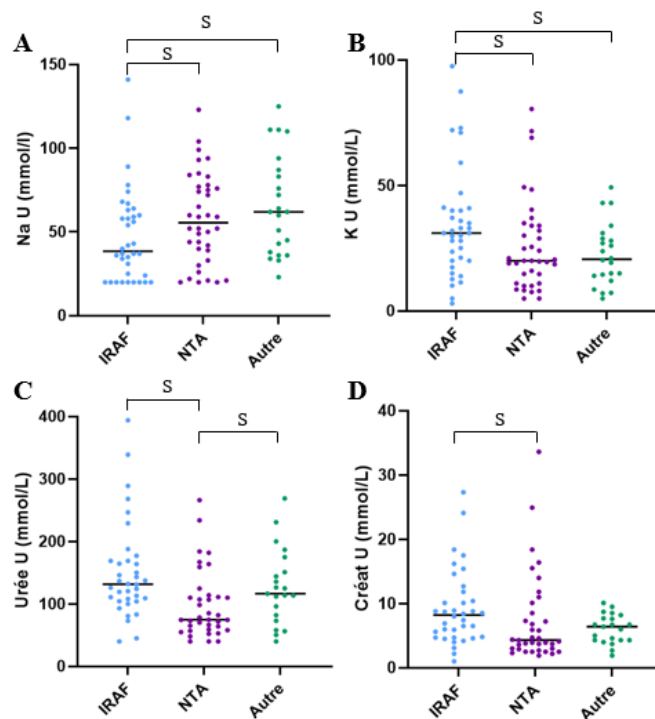 A
S
S
Na U (mmol/l)
150
100
50
0
IRAF
NTA
Autre
B
S
S
K U (mmol/L)
100
50
0
IRAF
NTA
Autre
C
S
S
Urée U (mmol/L)
400
300
200
100
0
IRAF
NTA
Autre
D
S
Créat U (mmol/L)
40
30
20
10
0
IRAF
NTA
Autre